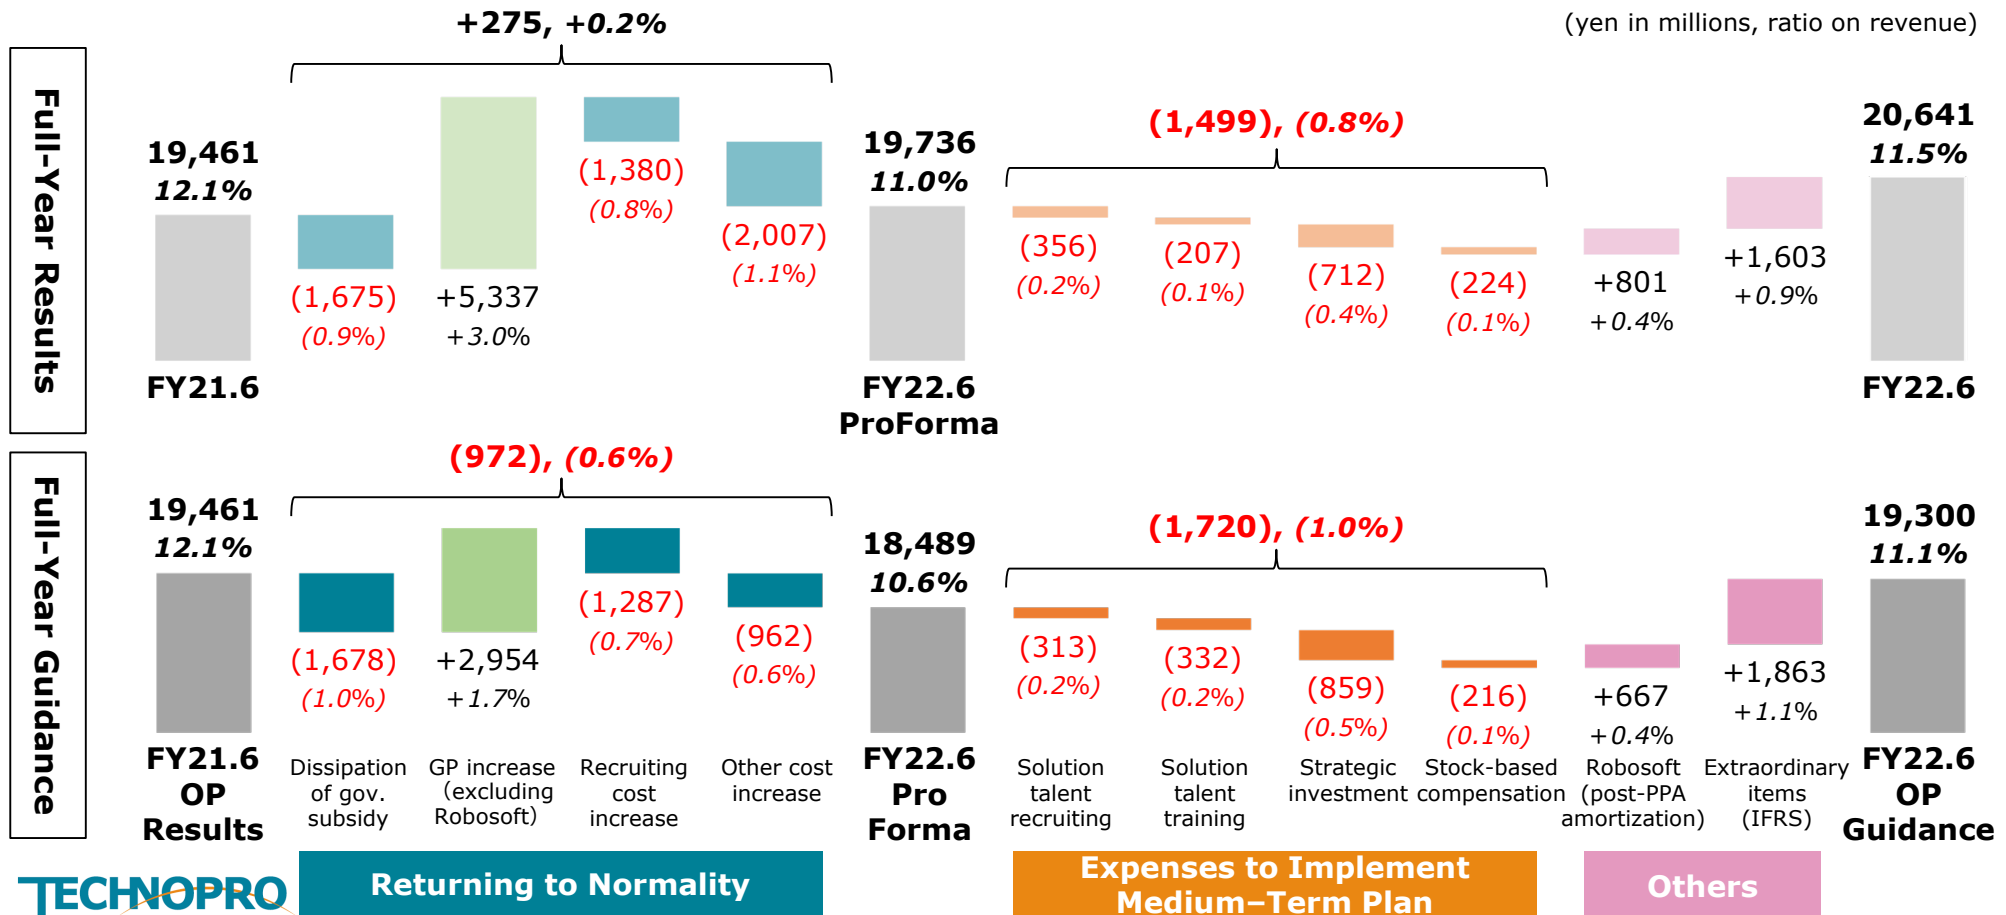 +275, +0.2%
(yen in millions, ratio on revenue)
Full-Year Results
19,461
12.1%
FY21.6
(1,675)
(0.9%)
+5,337
+3.0%
(1,380)
(0.8%)
(2,007)
(1.1%)
19,736
11.0%
FY22.6
ProForma
(1,499), (0.8%)
(356)
(0.2%)
(207)
(0.1%)
(712)
(0.4%)
(224)
(0.1%)
+801
+0.4%
+1,603
+0.9%
20,641
11.5%
FY22.6
Full-Year Guidance
(972), (0.6%)
19,461
12.1%
FY21.6
OP
Results
(1,678)
(1.0%)
Dissipation
of gov.
subsidy
+2,954
+1.7%
GP increase
(excluding
Robosoft)
(1,287)
(0.7%)
Recruiting
cost
increase
(962)
(0.6%)
Other cost
increase
18,489
10.6%
FY22.6
Pro
Forma
(1,720), (1.0%)
(313)
(0.2%)
Solution
talent
recruiting
(332)
(0.2%)
Solution
talent
training
(859)
(0.5%)
Strategic
investment
(216)
(0.1%)
Stock-based
compensation
+667
+0.4%
Robosoft
(post-PPA
amortization)
+1,863
+1.1%
Extraordinary
items
(IFRS)
19,300
11.1%
FY22.6
OP
Guidance
TECHNOPRO
Returning to Normality
Expenses to Implement
Medium-Term Plan
Others